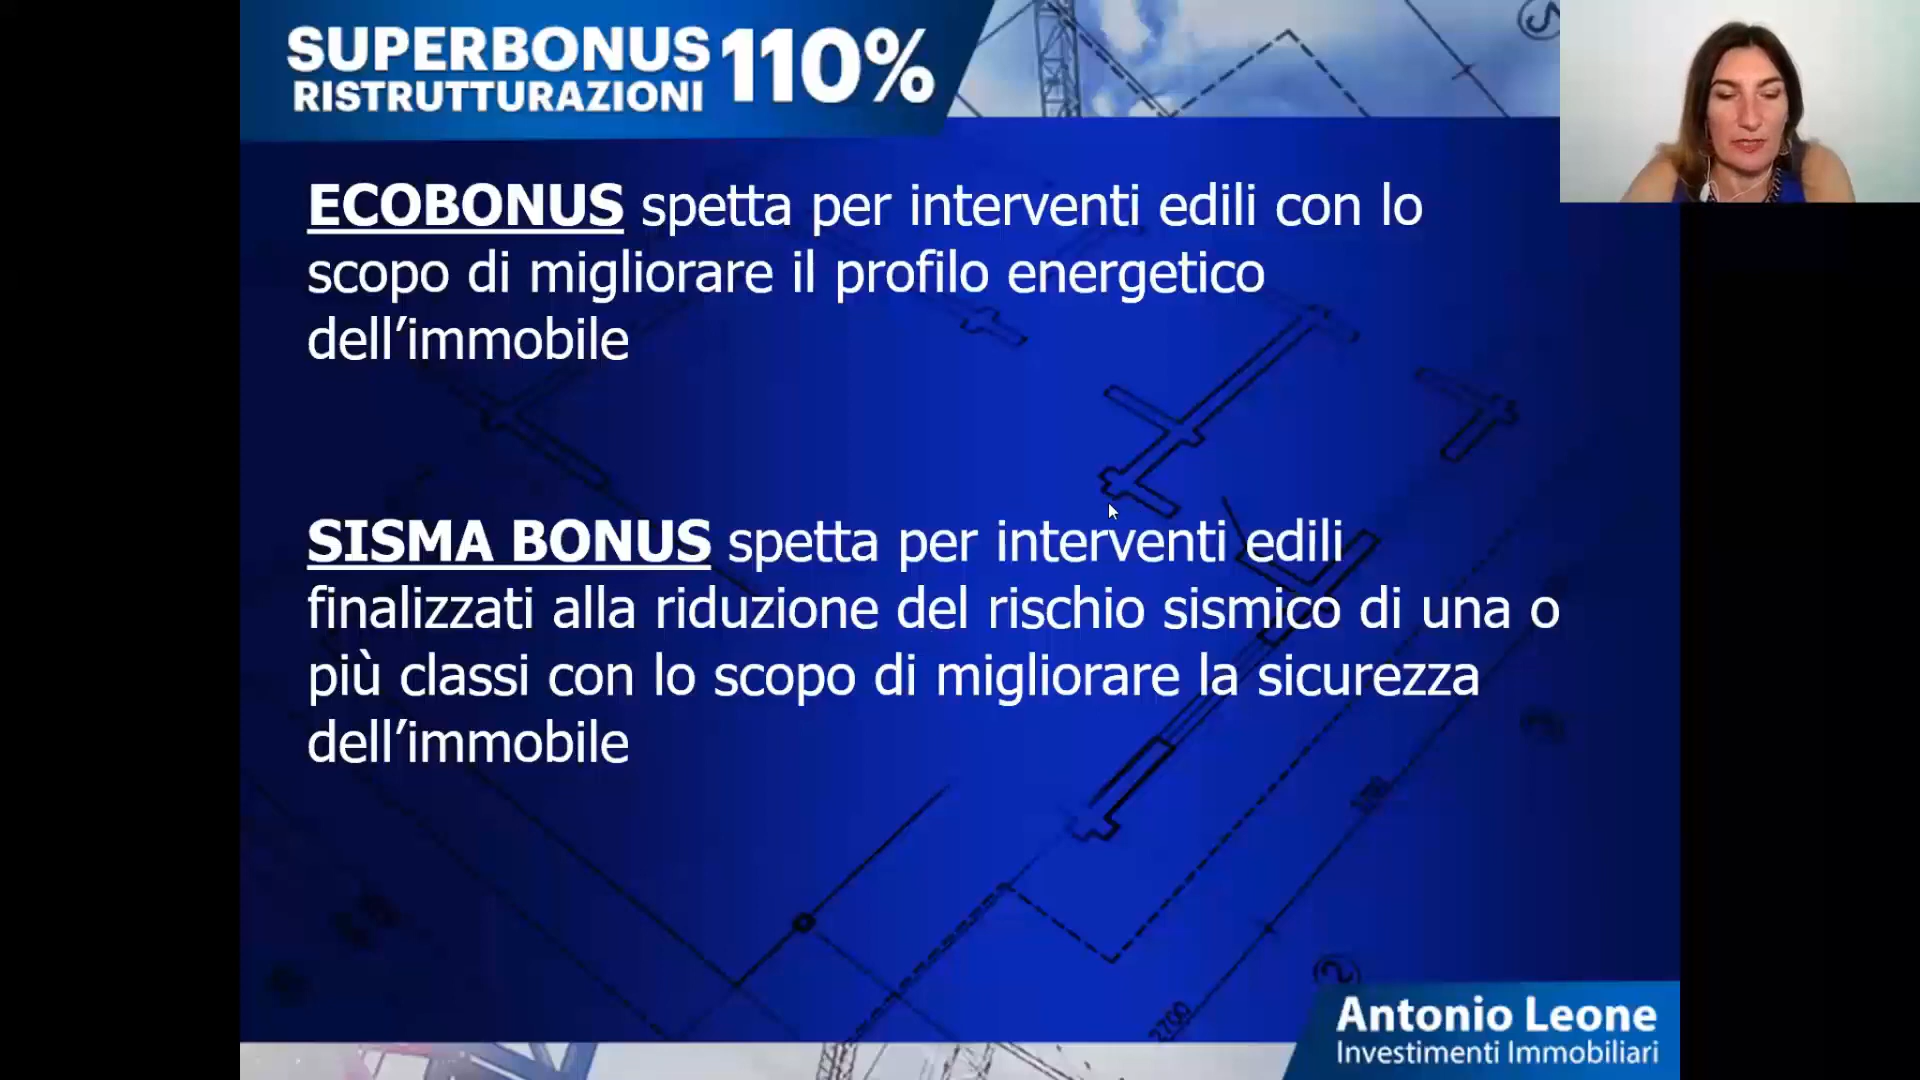 SUPERBONUS 110%
RISTRUTTURAZIONI
ECOBONUS spetta per interventi edili con lo
scopo di migliorare il profilo energetico
dell’immobile
SISMA BONUS spetta per interventi edili
finalizzati alla riduzione del rischio sismico di una o
più classi con lo scopo di migliorare la sicurezza
dell’immobile
2700
Antonio Leone
Investimenti Immobiliari